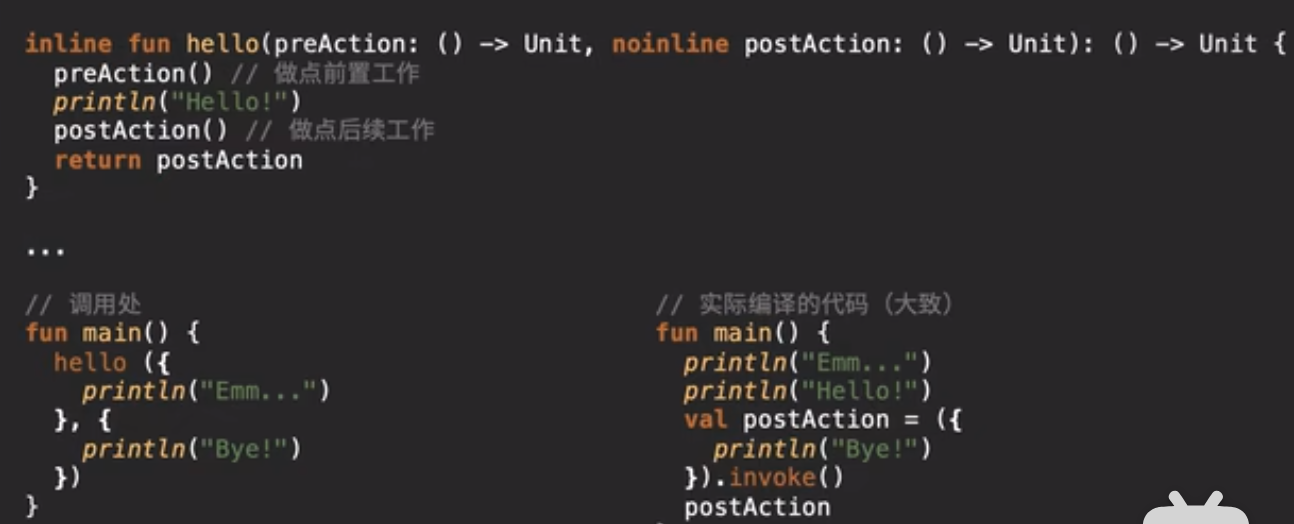 inline fun hello(preAction: () -> Unit, noinline postAction: () -> Unit): () -> Unit {
preAction() // 做点前置工作
println("Hello!")
postAction() // 做点后续工作
return postAction
}
...
// 调用处
fun main() {
hello ({
println("Emm...")
}, {
println("Bye!")
})
}
// 实际编译的代码（大致）
fun main() {
println("Emm...")
println("Hello!")
val postAction = ({
println("Bye!")
}).invoke()
postAction